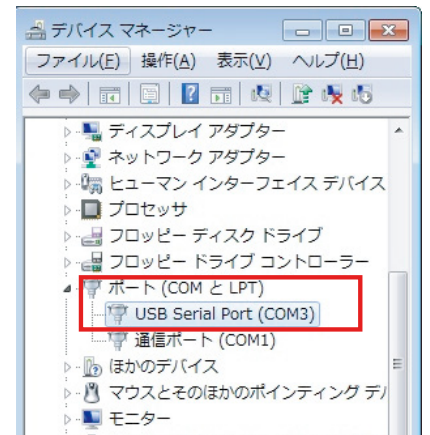 デバイス マネージャー
ファイル(F) 操作(A) 表示(V) ヘルプ(H)
ディスプレイ アダプター
ネットワーク アダプター
ヒューマン インターフェイス デバイス
プロセッサ
フロッピー ディスク ドライブ
フロッピー ドライブ コントローラー
ポート (COM と LPT)
USB Serial Port (COM3)
通信ポート (COM1)
ほかのデバイス
マウスとそのほかのポインティング デバ
モニター